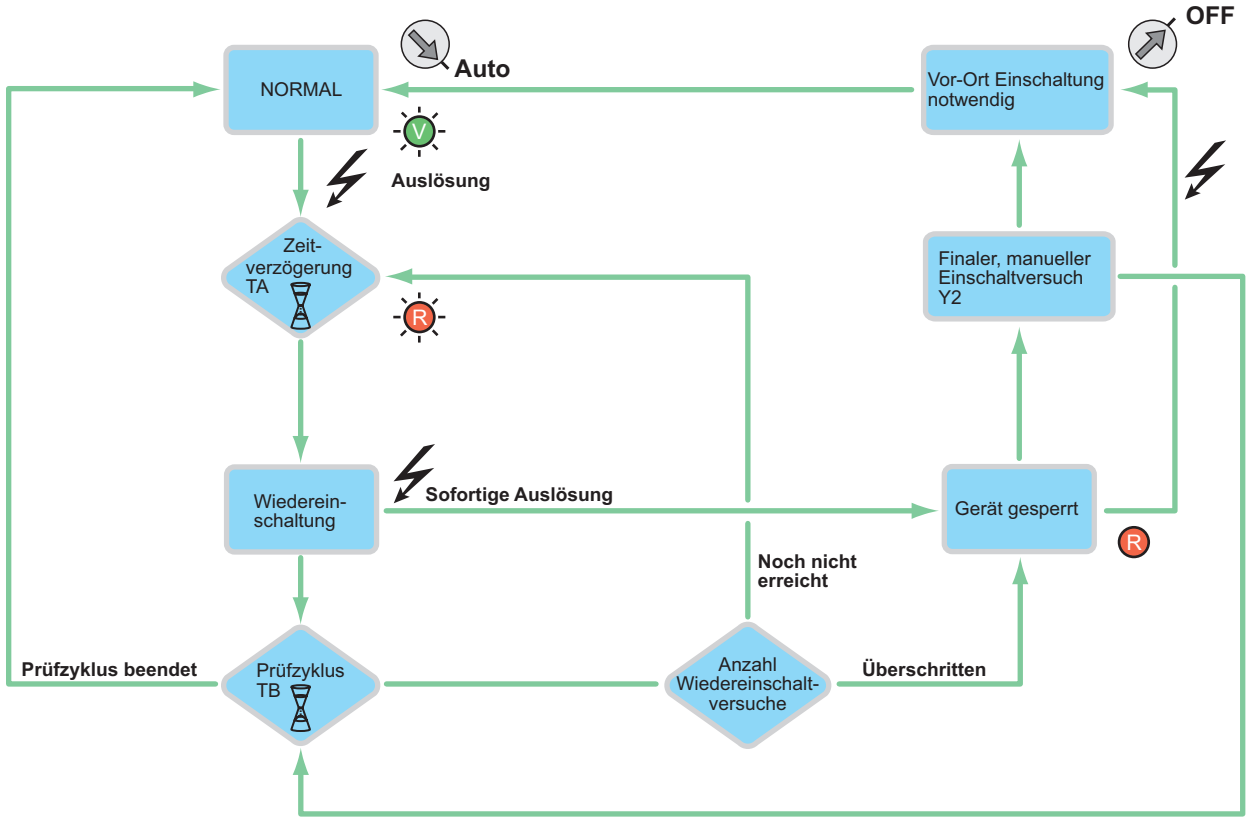 OFF
Auto
NORMAL
Vor-Ort Einschaltung
notwendig
V
Auslösung
Zeit-
verzögerung
TA
R
Finaler, manueller
Einschaltversuch
Y2
Wiederein-
schaltung
Sofortige Auslösung
Gerät gesperrt
R
Noch nicht
erreicht
Prüfzyklus beendet
Prüfzyklus
TB
Anzahl
Wiedereinschalt-
versuche
Überschritten